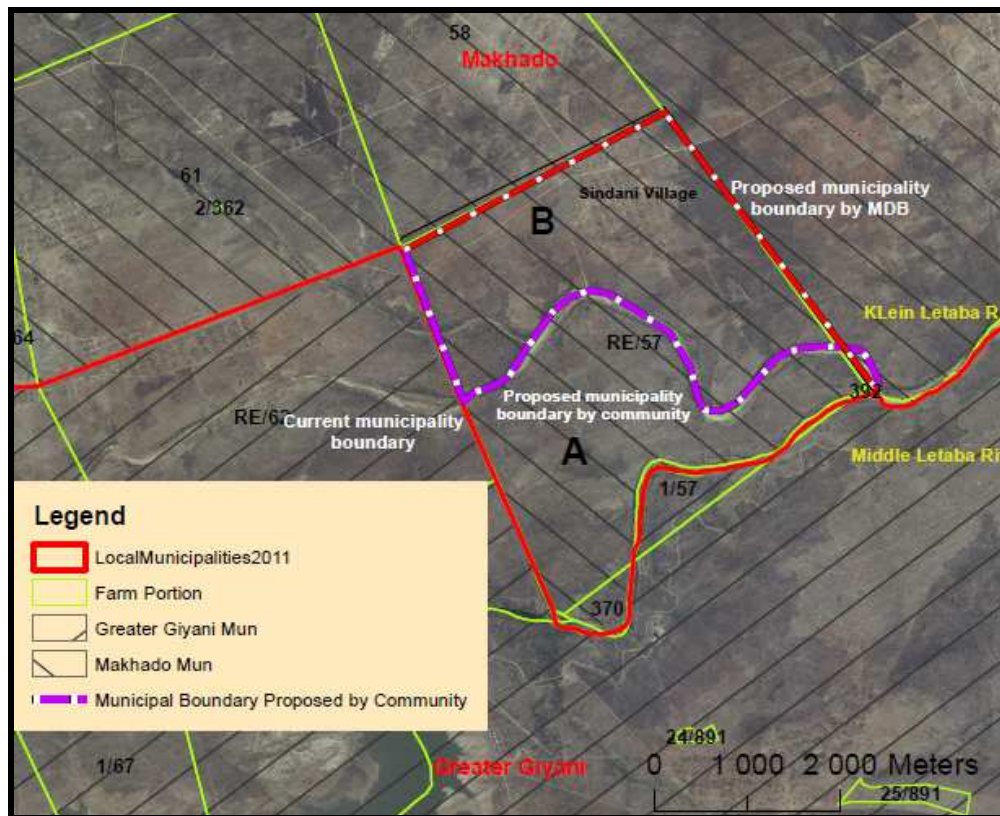 58
Makhado
61
2/362
Sindani Village
Proposed municipality
boundary by MDB
B
64
KLein Letaba R
RE/57
392
Proposed municipality
boundary by community
RE/62
Current municipality
boundary
A
Middle Letaba Ri
1/57
Legend
LocalMunicipalities2011
Farm Portion
Greater Giyani Mun
Makhado Mun
Municipal Boundary Proposed by Community
370
24/891
1/67
Greater Giyani
0 1 000 2 000 Meters
25/891